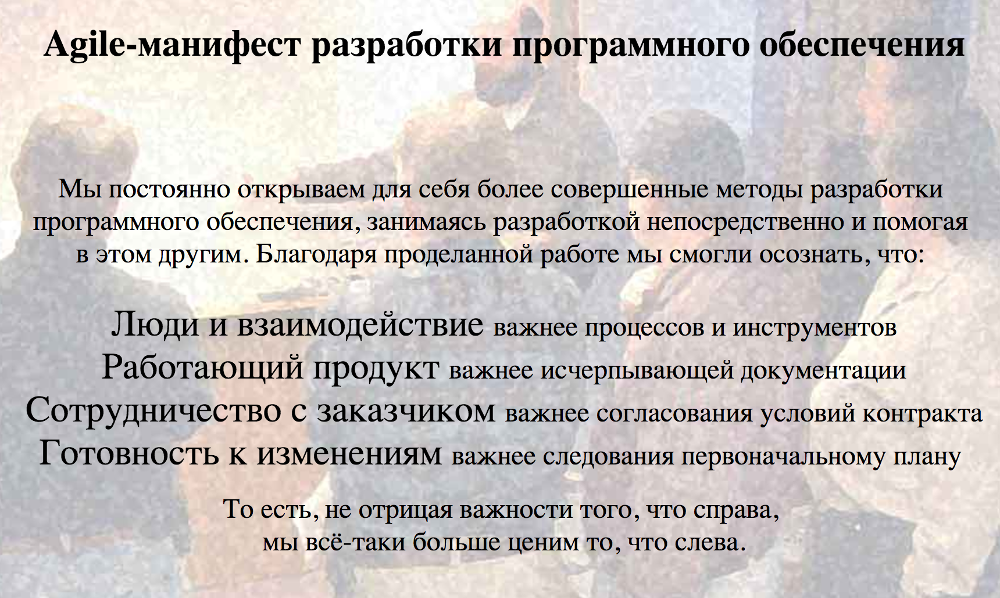 Agile-манифест разработки программного обеспечения
Мы постоянно открываем для себя более совершенные методы разработки
программного обеспечения, занимаясь разработкой непосредственно и помогая
в этом другим. Благодаря проделанной работе мы смогли осознать, что:
Люди и взаимодействие важнее процессов и инструментов
Работающий продукт важнее исчерпывающей документации
Сотрудничество с заказчиком важнее согласования условий контракта
Готовность к изменениям важнее следования первоначальному плану
То есть, не отрицая важности того, что справа,
мы всё-таки больше ценим то, что слева.